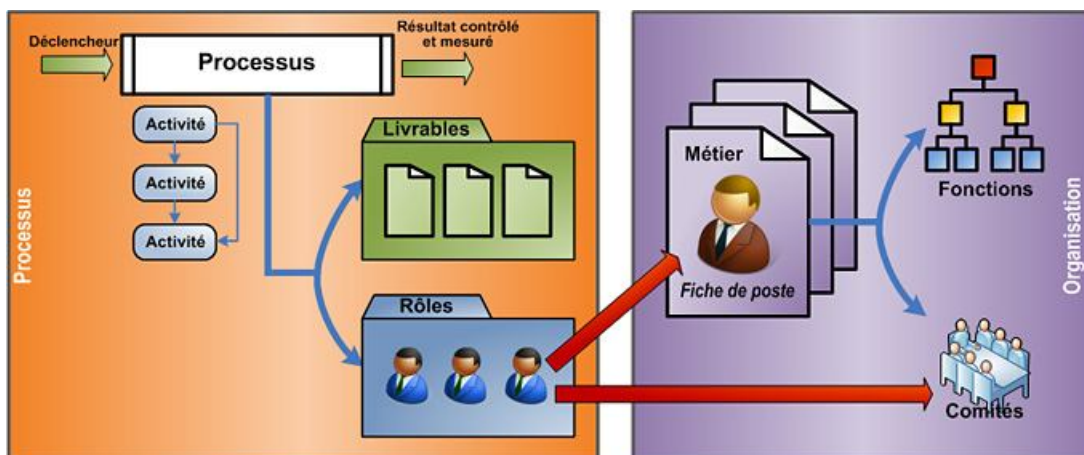 Déclencheur
Processus
Résultat contrôlé
et mesuré
Activité
Activité
Activité
Livrables
Rôles
Processus
Métier
Fiche de poste
Fonctions
Comités
Organisation